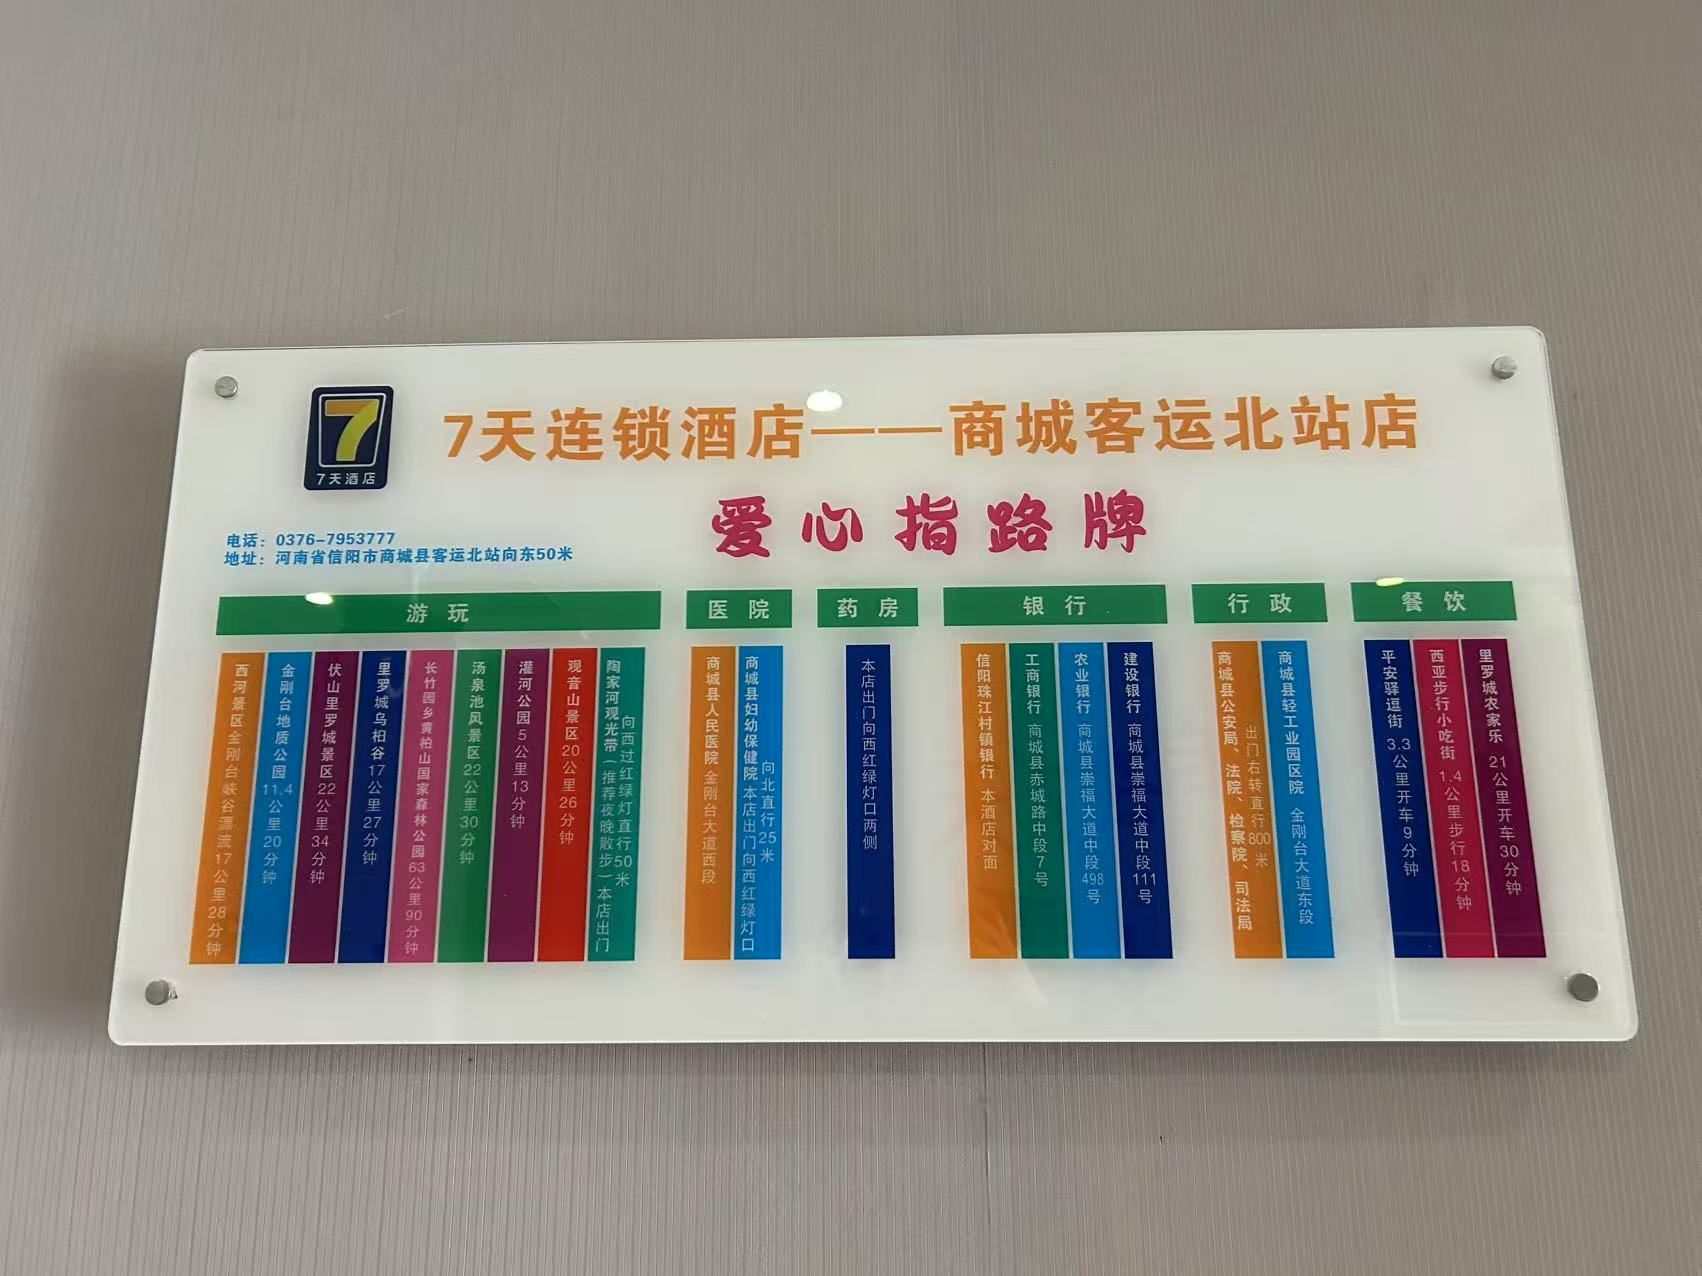 7
7天酒店
7天连锁酒店——商城客运北站店
爱心指路牌
电话：0376-7953777
地址：河南省信阳市商城县客运北站向东50米
游玩
西河景区金刚台峡谷漂流17公里28分钟
金刚台地质公园11.4公里20分钟
伏山里罗城景区22公里34分钟
里罗城乌桕谷17公里27分钟
长竹园乡黄柏山国家森林公园63公里90分钟
汤泉池风景区22公里30分钟
灌河公园5公里13分钟
观音山景区20公里26分钟
陶家河观光带（推荐夜晚散步）本店出门
向西过红绿灯直行50米
医院
商城县人民医院 金刚台大道西段
商城县妇幼保健院 本店出门向西红绿灯口
向北直行25米
药房
本店出门向西红绿灯口两侧
银行
信阳珠江村镇银行 本酒店对面
工商银行 商城县赤城路中段7号
农业银行 商城县崇福大道中段498号
建设银行 商城县崇福大道中段111号
行政
商城县公安局、法院、检察院、司法局
出门右转直行800米
商城县轻工业园区院 金刚台大道东段
餐饮
平安驿逗街 3.3公里开车9分钟
西亚步行小吃街 1.4公里步行18分钟
里罗城农家乐 21公里开车30分钟